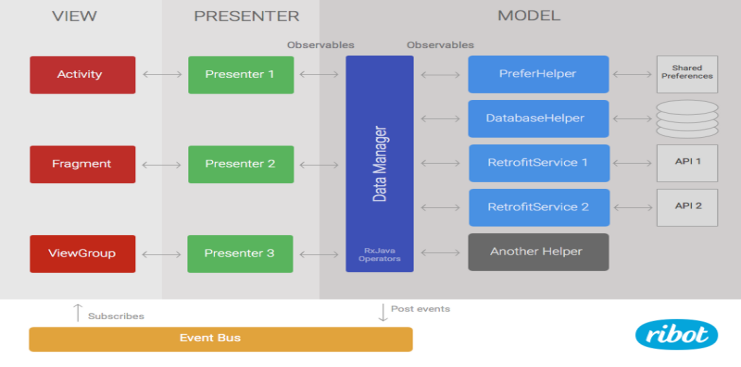 VIEW
PRESENTER
MODEL
Observables
Observables
Activity
Presenter 1
PreferHelper
Shared
Preferences
DatabaseHelper
Data Manager
Fragment
Presenter 2
RetrofitService 1
API 1
RetrofitService 2
API 2
ViewGroup
Presenter 3
RxJava
Operators
Another Helper
Subscribes
Post events
Event Bus
ribot